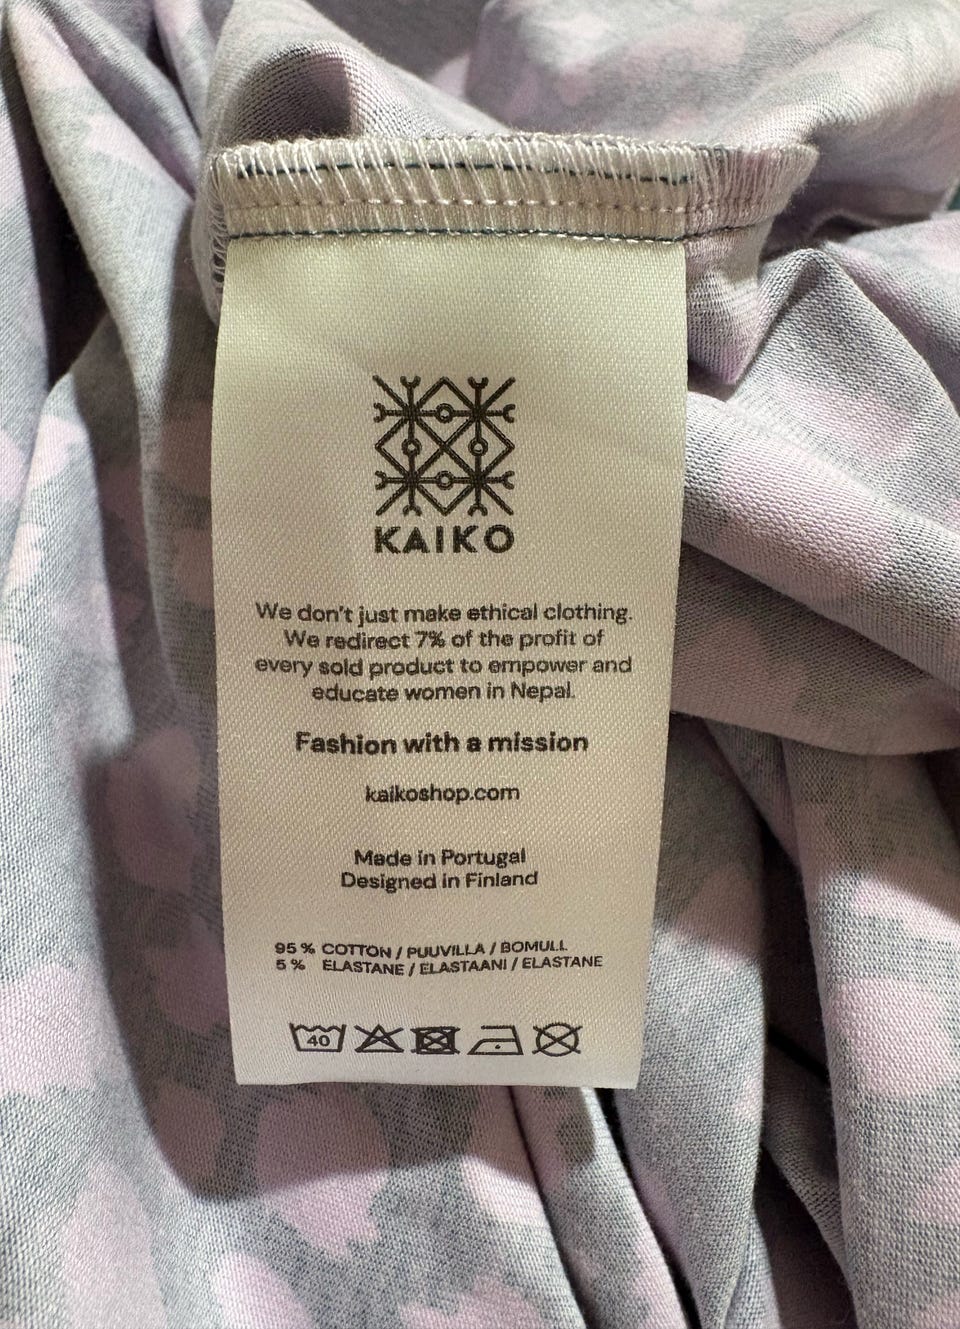 KAIKO
We don't just make ethical clothing.
We redirect 7% of the profit of
every sold product to empower and
educate women in Nepal.
Fashion with a mission
kaikoshop.com
Made in Portugal
Designed in Finland
95 % COTTON / PUUVILLA / BOMULL
5 % ELASTANE / ELASTAANI / ELASTANE
40